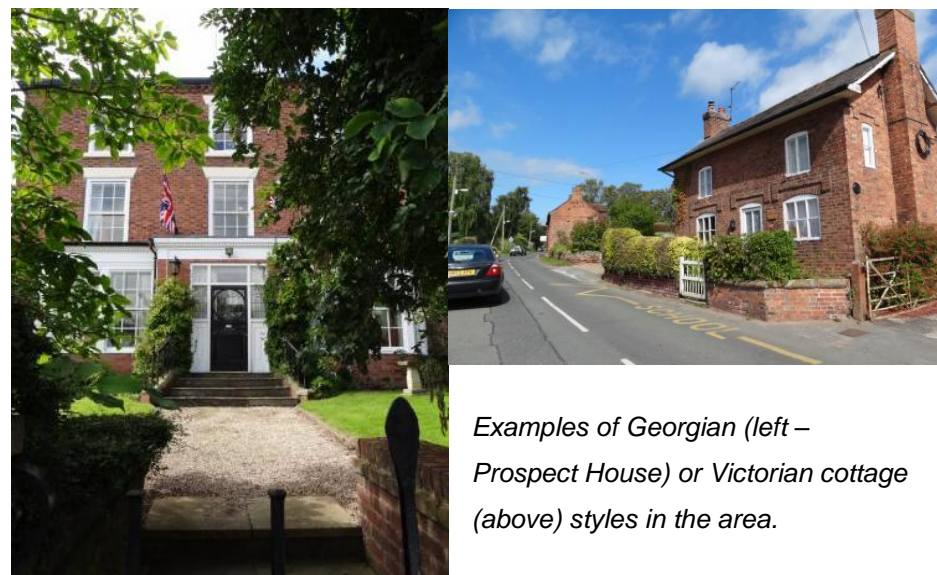 SCHOOL
Examples of Georgian (left –
Prospect House) or Victorian cottage
(above) styles in the area.